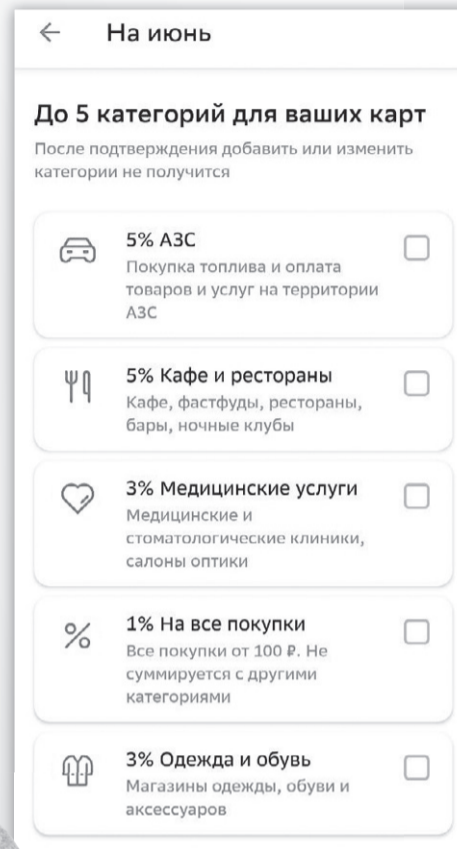 На июнь
До 5 категорий для ваших карт
После подтверждения добавить или изменить
категории не получится
5% АЗС
Покупка топлива и оплата
товаров и услуг на территории
АЗС
5% Кафе и рестораны
Кафе, фастфуды, рестораны,
бары, ночные клубы
3% Медицинские услуги
Медицинские и
стоматологические клиники,
салоны оптики
1% На все покупки
Все покупки от 100 ₽. Не
суммируется с другими
категориями
3% Одежда и обувь
Магазины одежды, обуви и
аксессуаров